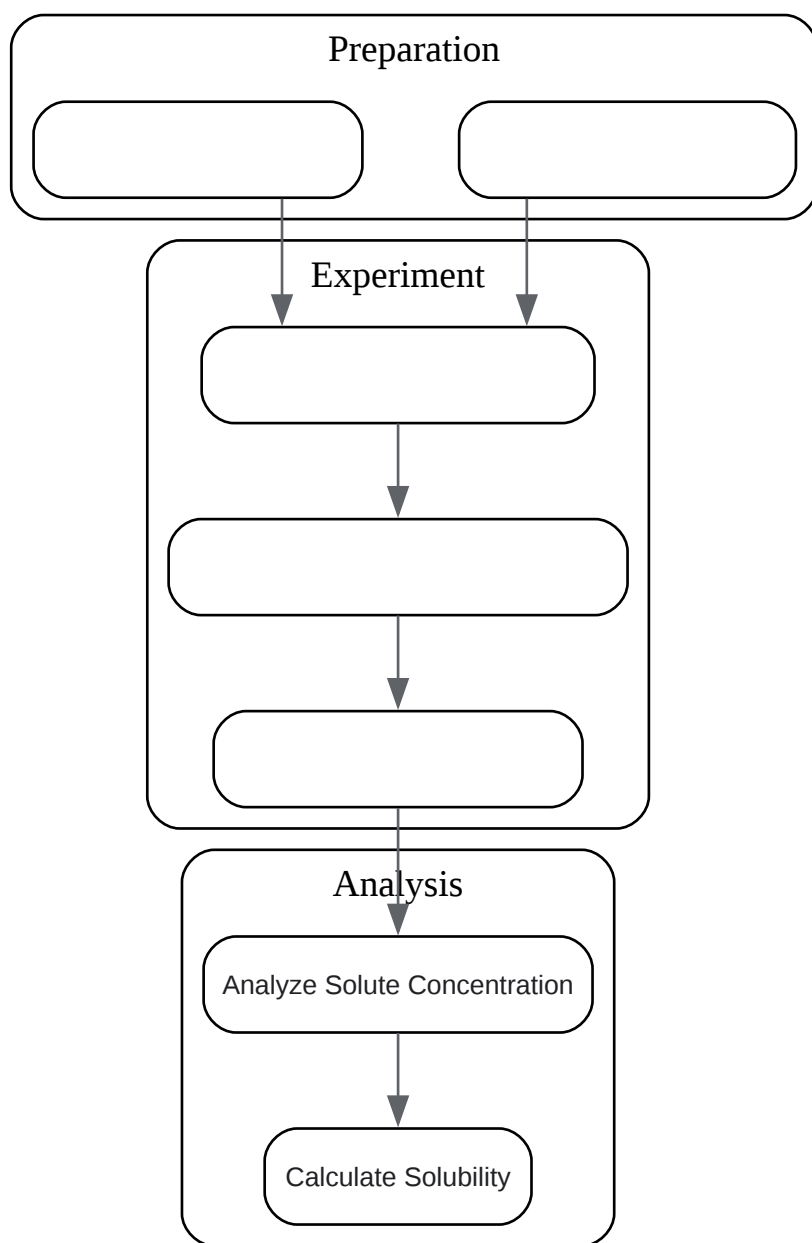 Preparation
Experiment
Analysis
Analyze Solute Concentration
Calculate Solubility